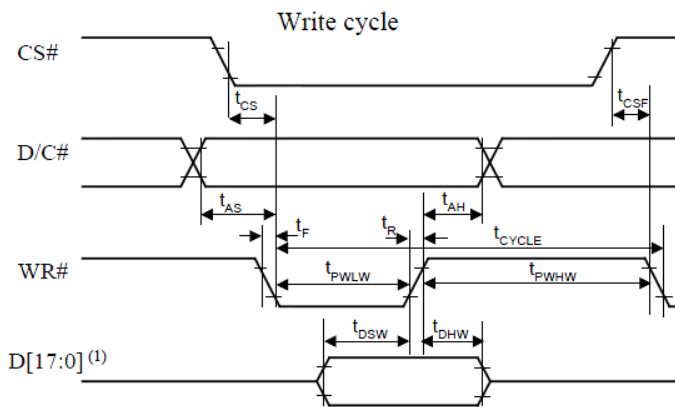 Write cycle
CS#
tCS
tCSF
D/C#
tAS
tAH
tF
tR
tCYCLE
WR#
tPWLW
tPWHW
tDSW
tDHW
D[17:0] (1)